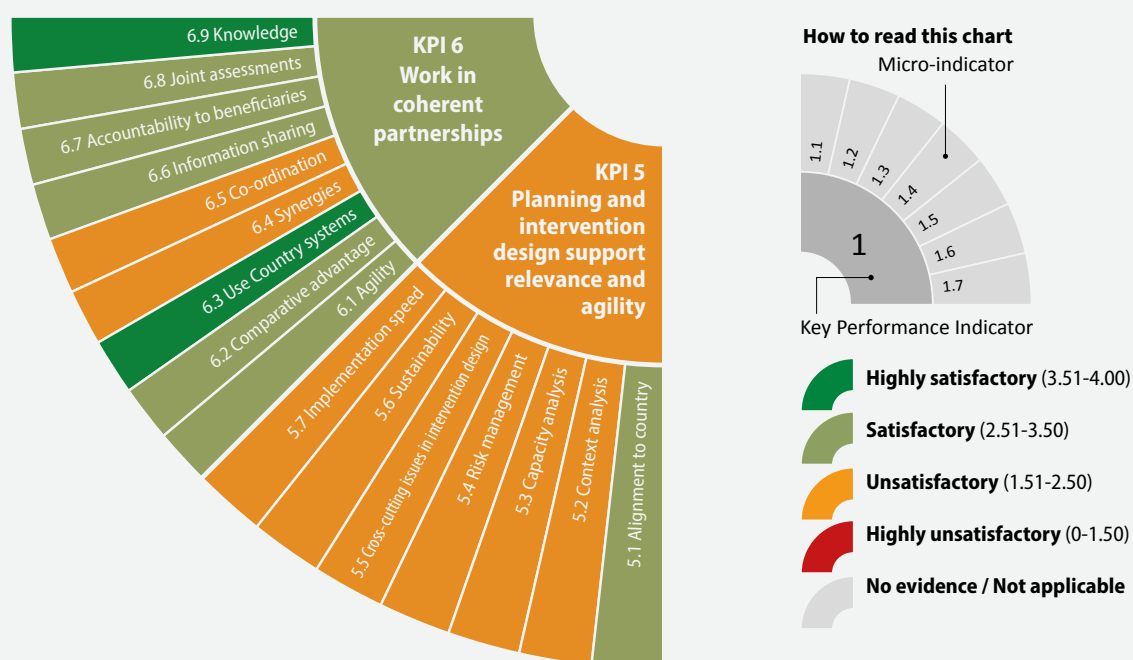 6.9 Knowledge
6.8 Joint assessments
6.7 Accountability to beneficiaries
6.6 Information sharing
6.5 Co-ordination
6.4 Synergies
6.3 Use Country systems
6.2 Comparative advantage
6.1 Agility
KPI 6
Work in
coherent
partnerships
KPI 5
Planning and
intervention
design support
relevance and
agility
5.7 Implementation speed
5.6 Sustainability
5.5 Cross-cutting issues in intervention design
5.4 Risk management
5.3 Capacity analysis
5.2 Context analysis
5.1 Alignment to country
How to read this chart
Micro-indicator
1.1
1.2
1.3
1.4
1.5
1.6
1.7
1
Key Performance Indicator
Highly satisfactory (3.51-4.00)
Satisfactory (2.51-3.50)
Unsatisfactory (1.51-2.50)
Highly unsatisfactory (0-1.50)
No evidence / Not applicable